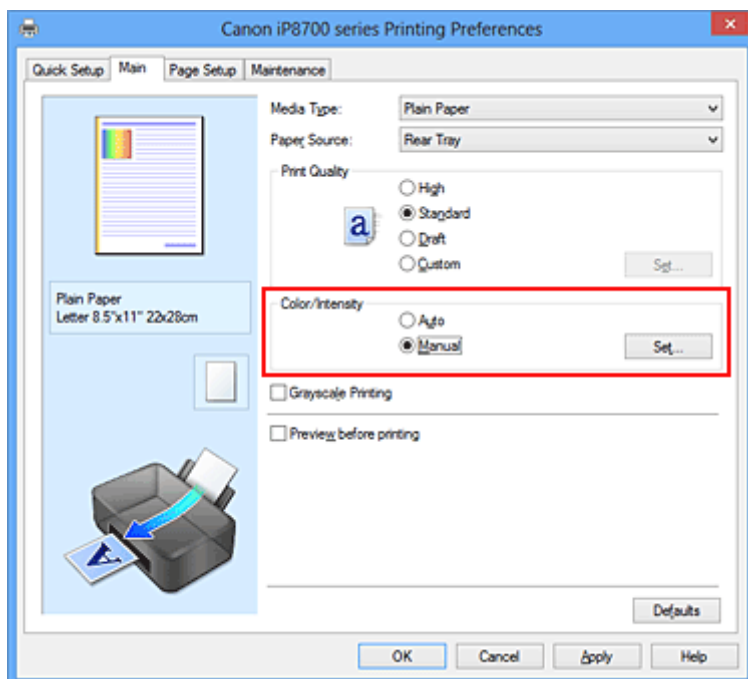 Canon iP8700 series Printing Preferences
Quick Setup Main Page Setup Maintenance
Media Type: Plain Paper
Paper Source: Rear Tray
Print Quality
High
Standard
Draft
Custom Set...
a
Plain Paper
Letter 8.5"x11" 22x28cm
Color/Intensity
Auto
Manual Set...
Grayscale Printing
Preview before printing
A
Defaults
OK Cancel Apply Help